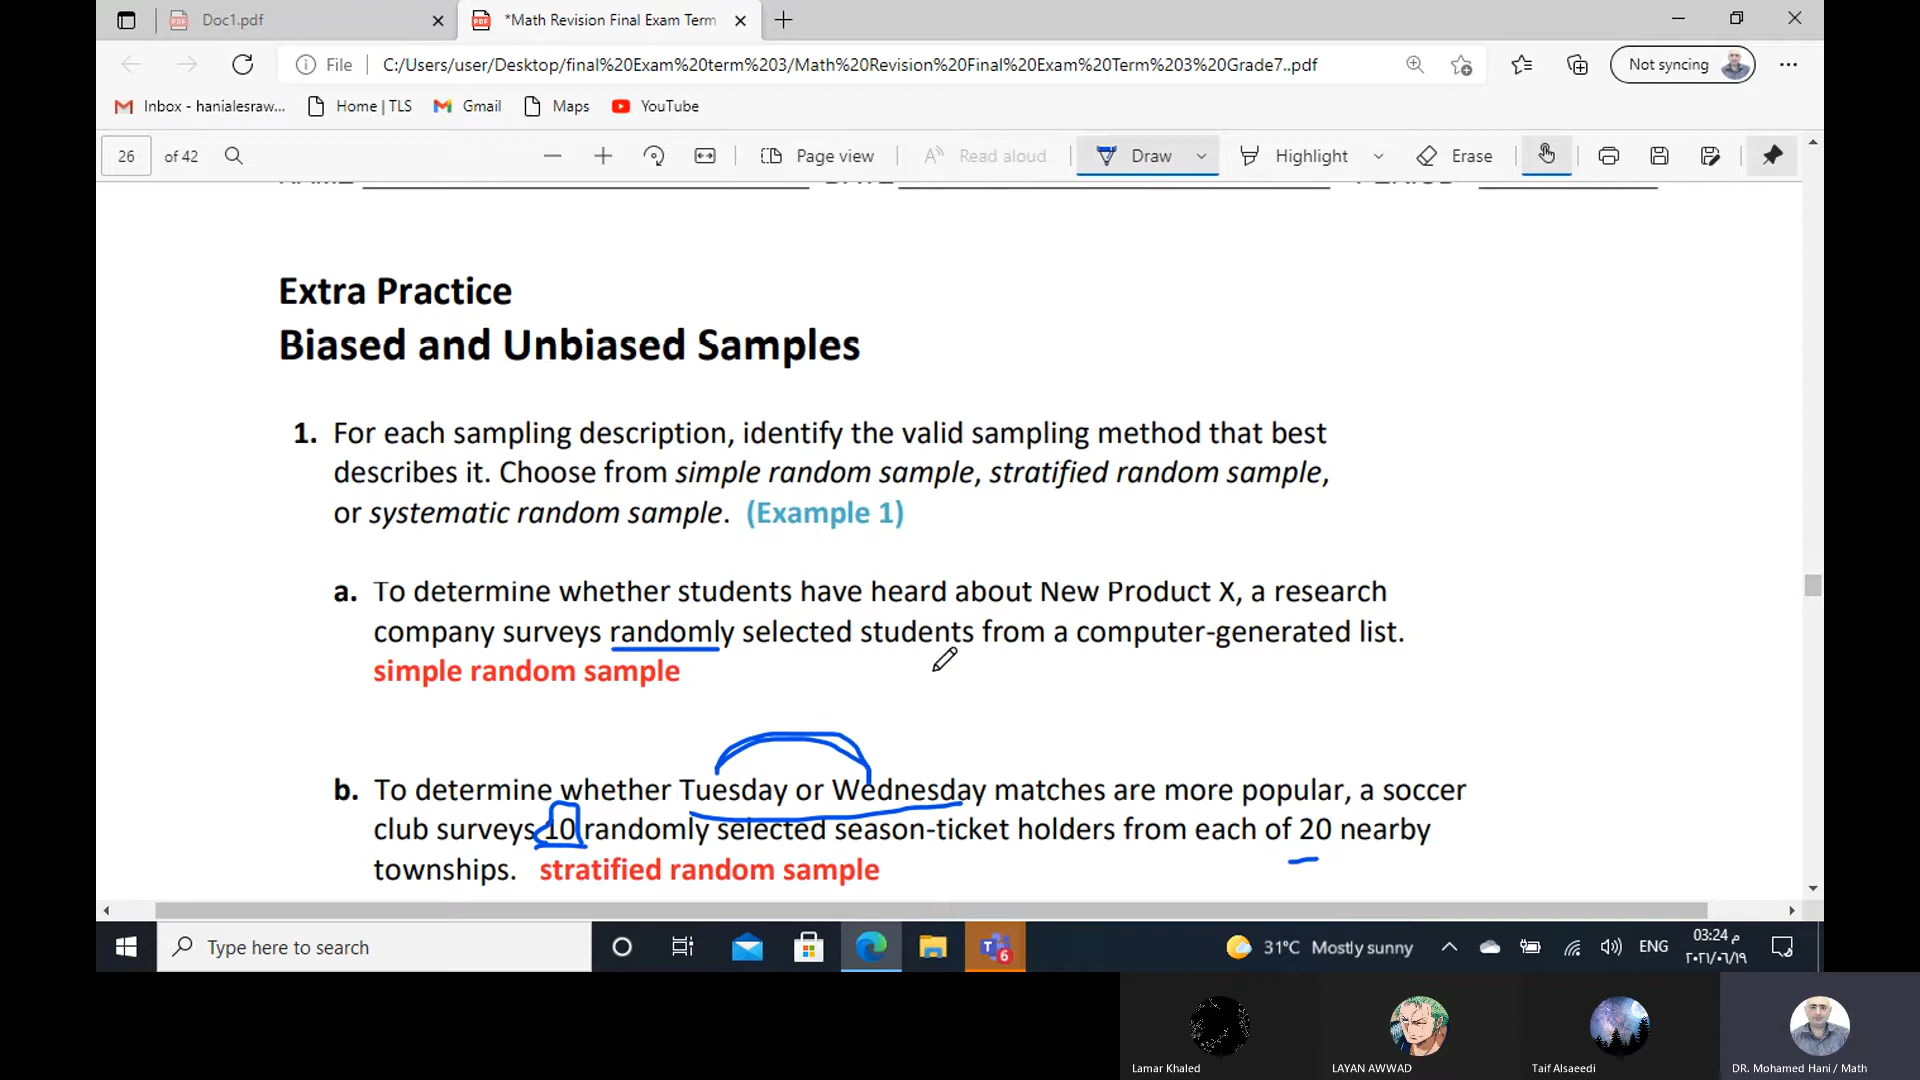 Doc1.pdf
*Math Revision Final Exam Term
File
C:/Users/user/Desktop/final%20Exam%20term%203/Math%20Revision%20Final%20Exam%20Term%203%20Grade7..pdf
Not syncing
Inbox - hanialesraw...
Home | TLS
Gmail
Maps
YouTube
26 of 42
Page view
Read aloud
Draw
Highlight
Erase
Extra Practice
Biased and Unbiased Samples
1. For each sampling description, identify the valid sampling method that best
describes it. Choose from simple random sample, stratified random sample,
or systematic random sample. (Example 1)
a. To determine whether students have heard about New Product X, a research
company surveys randomly selected students from a computer-generated list.
simple random sample
b. To determine whether Tuesday or Wednesday matches are more popular, a soccer
club surveys 10 randomly selected season-ticket holders from each of 20 nearby
townships. stratified random sample
Type here to search
6
31°C Mostly sunny
ENG
03:24 م
٢٠٢١/٠٦/١٩
Lamar Khaled
LAYAN AWWAD
Taif Alsaeedi
DR. Mohamed Hani / Math